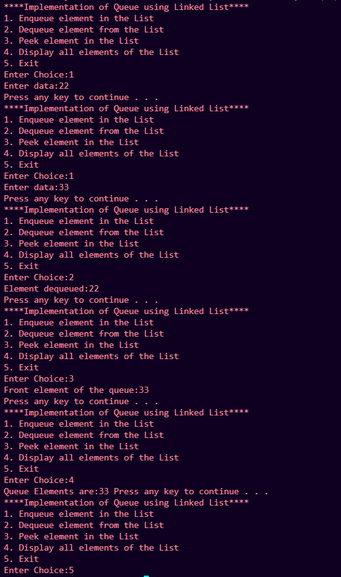 ****Implementation of Queue using Linked List****
1. Enqueue element in the List
2. Dequeue element from the List
3. Peek element in the List
4. Display all elements of the List
5. Exit
Enter Choice:1
Enter data:22
Press any key to continue . . .
****Implementation of Queue using Linked List****
1. Enqueue element in the List
2. Dequeue element from the List
3. Peek element in the List
4. Display all elements of the List
5. Exit
Enter Choice:1
Enter data:33
Press any key to continue . . .
****Implementation of Queue using Linked List****
1. Enqueue element in the List
2. Dequeue element from the List
3. Peek element in the List
4. Display all elements of the List
5. Exit
Enter Choice:2
Element dequeued:22
Press any key to continue . . .
****Implementation of Queue using Linked List****
1. Enqueue element in the List
2. Dequeue element from the List
3. Peek element in the List
4. Display all elements of the List
5. Exit
Enter Choice:3
Front element of the queue:33
Press any key to continue . . .
****Implementation of Queue using Linked List****
1. Enqueue element in the List
2. Dequeue element from the List
3. Peek element in the List
4. Display all elements of the List
5. Exit
Enter Choice:4
Queue Elements are:33 Press any key to continue . . .
****Implementation of Queue using Linked List****
1. Enqueue element in the List
2. Dequeue element from the List
3. Peek element in the List
4. Display all elements of the List
5. Exit
Enter Choice:5